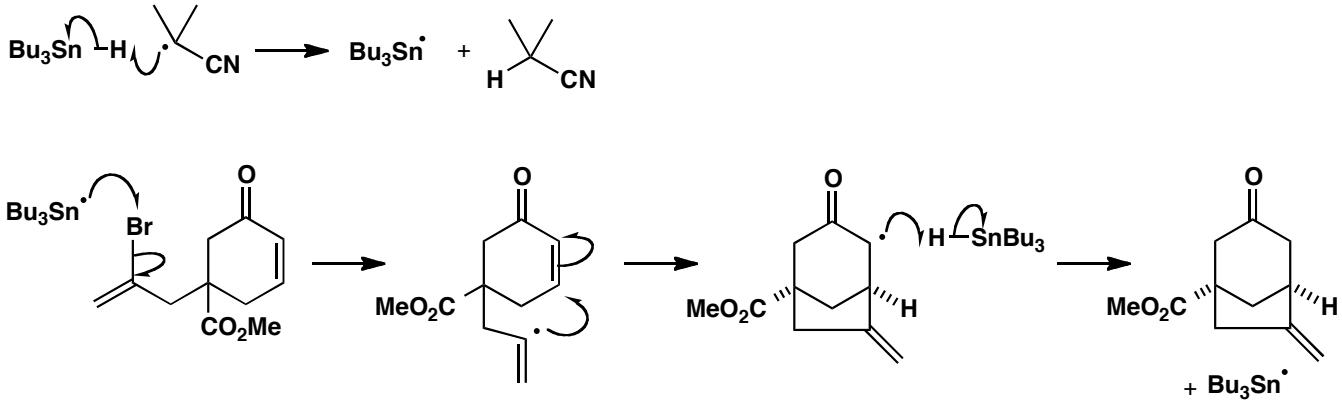 Bu3Sn–H • CN Bu3Sn• + H CN
O O O O
Bu3Sn• Br • H–SnBu3
MeO2C MeO2C H MeO2C H
CO2Me •
+ Bu3Sn•